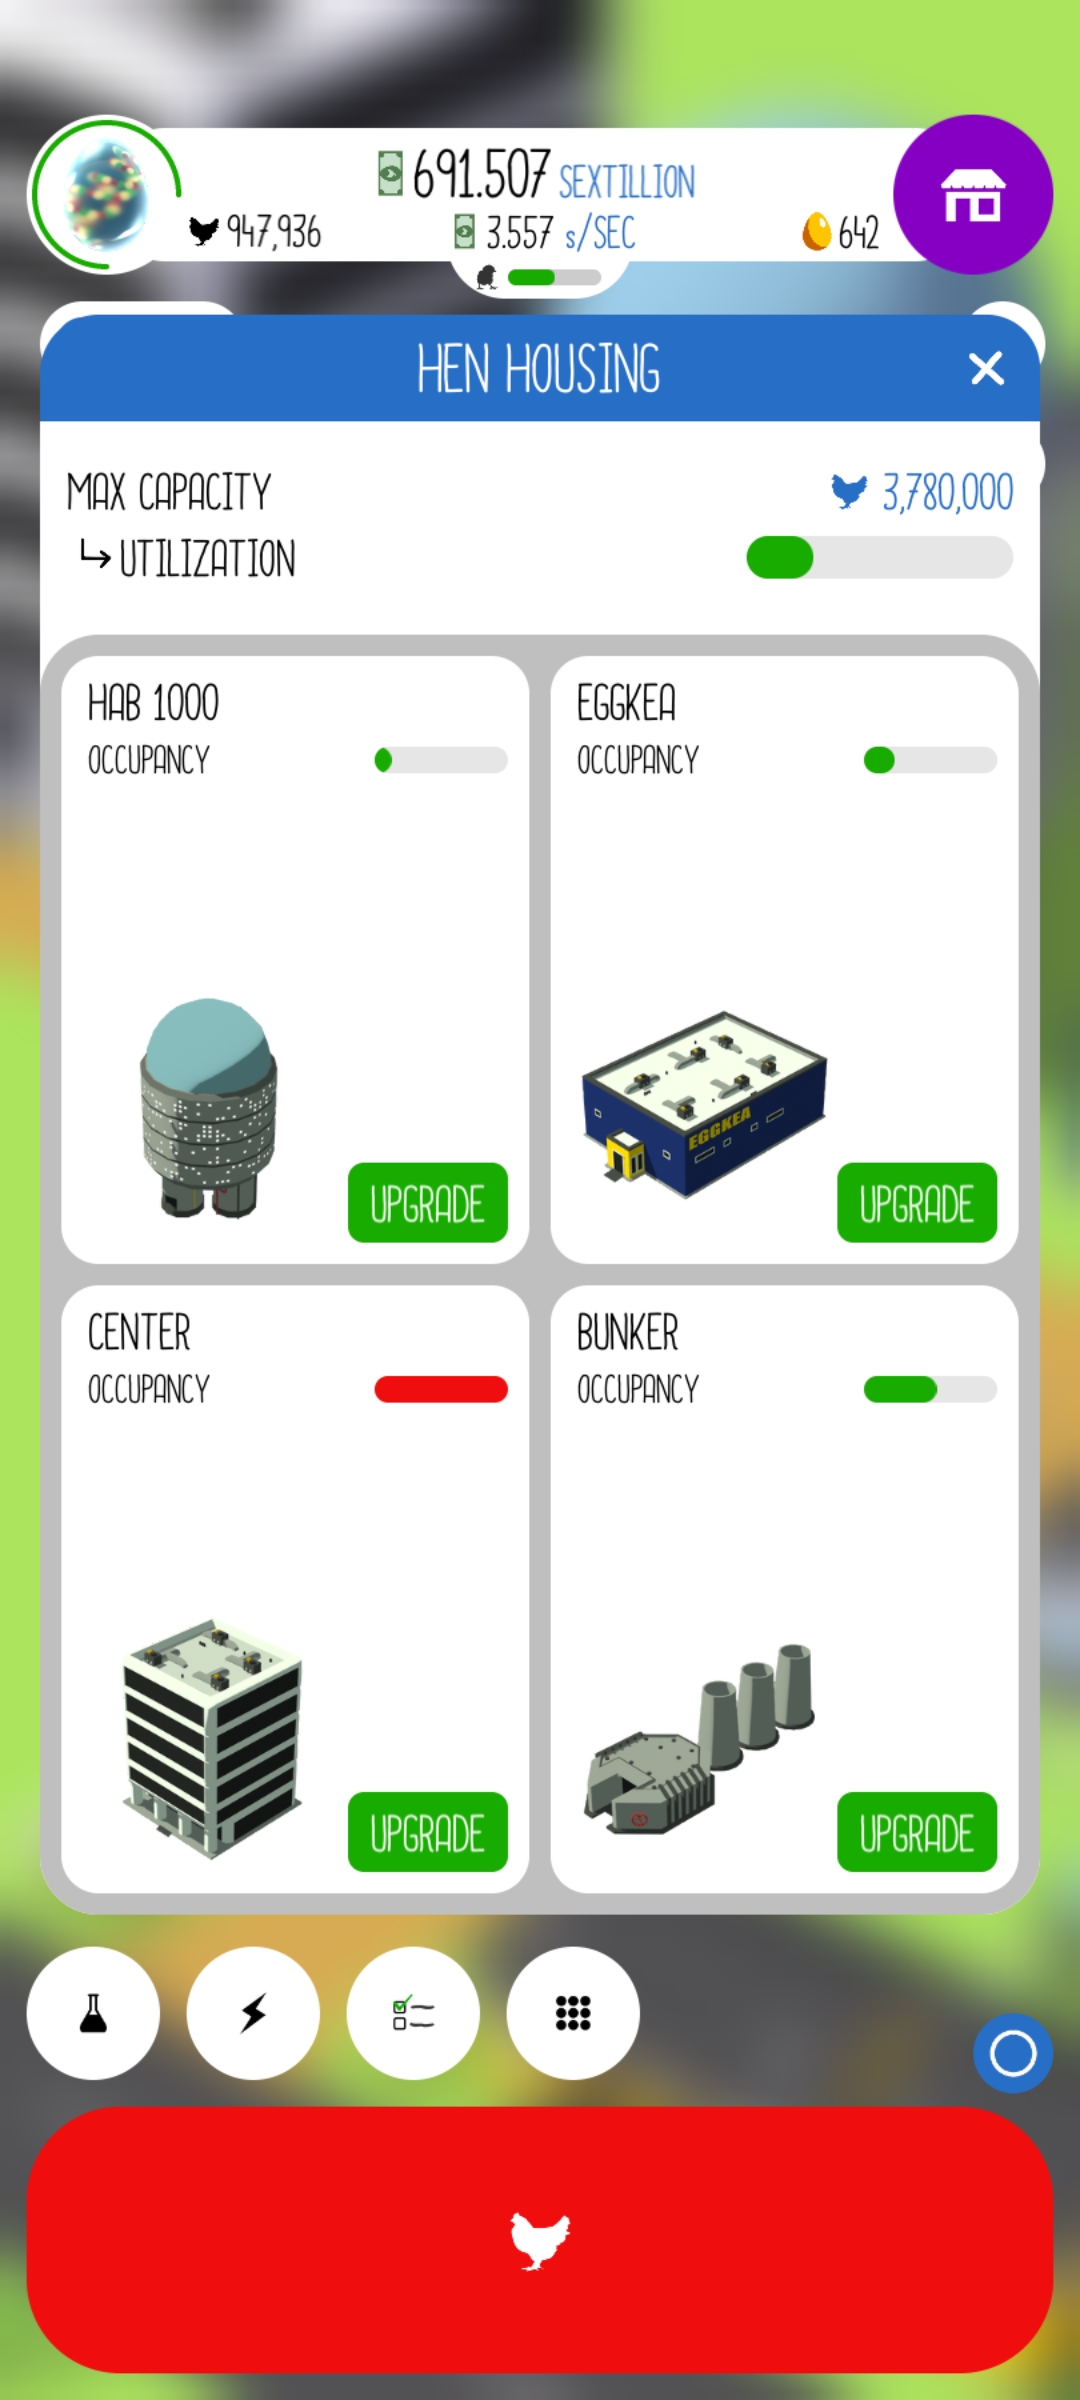 691.507 SEXTILLION
947,936
3.557 s/SEC
642
HEN HOUSING
MAX CAPACITY
3,780,000
UTILIZATION
HAB 1000
OCCUPANCY
UPGRADE
EGGKEA
OCCUPANCY
EGGKEA
UPGRADE
CENTER
OCCUPANCY
UPGRADE
BUNKER
OCCUPANCY
UPGRADE